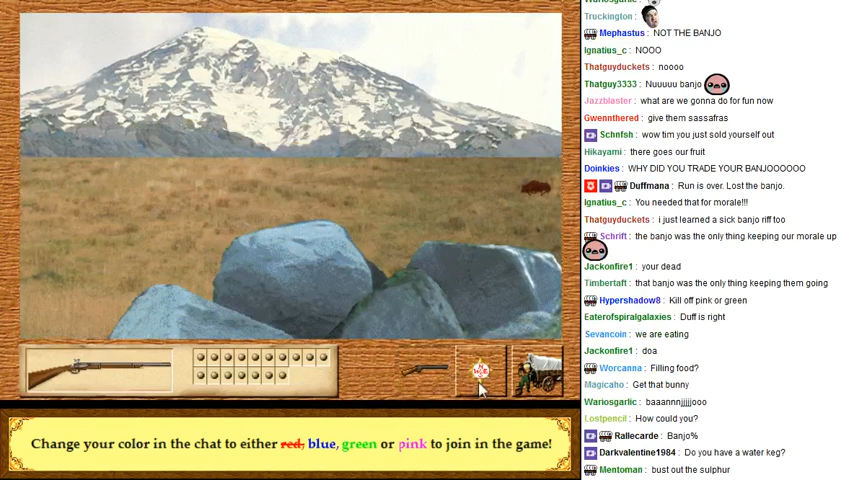 Change your color in the chat to either red, blue, green or pink to join in the game!
Truckington :
Mephastus: NOT THE BANJO
Ignatius_c : NOOO
Thatguyduckets : noooo
Thatguy3333 : Nuuuuu banjo
Jazzblaster : what are we gonna do for fun now
Gwennthered : give them sassafras
Schnfsh : wow tim you just sold yourself out
Hikayami : there goes our fruit
Doinkies : WHY DID YOU TRADE YOUR BANJOOOOOO
Duffmana : Run is over. Lost the banjo.
Ignatius_c : You needed that for morale!!!
Thatguyduckets : i just learned a sick banjo riff too
Schrift : the banjo was the only thing keeping our morale up
Jackonfire1 : your dead
Timbertaft : that banjo was the only thing keeping them going
Hypershadow8 : Kill off pink or green
Eaterofspiralgalaxies : Duff is right
Sevancoin : we are eating
Jackonfire1 : doa
Worcanna : Filling food?
Magicaho : Get that bunny
Wariosgarlic : baaannnjjjjjooo
Lostpencil : How could you?
Rallecarde : Banjo%
Darkvalentine1984 : Do you have a water keg?
Mentoman : bust out the sulphur